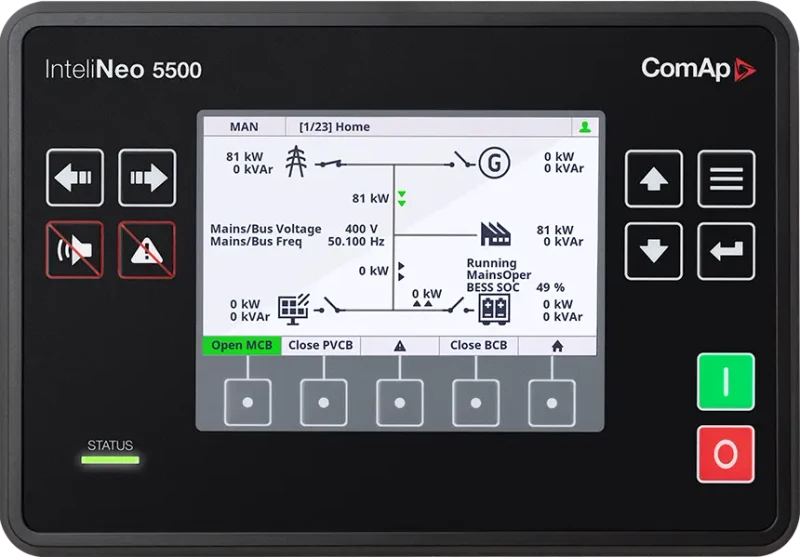 InteliNeo 5500
ComAp
MAN [1/23] Home
81 kW
0 kVAr
G
0 kW
0 kVAr
81 kW
Mains/Bus Voltage 400 V
Mains/Bus Freq 50.100 Hz
81 kW
0 kVAr
0 kW
Running
MainsOper
BESS SOC 49 %
0 kW
0 kVAr
0 kW
0 kW
0 kVAr
Open MCB Close PVCB Close BCB
STATUS
I
O